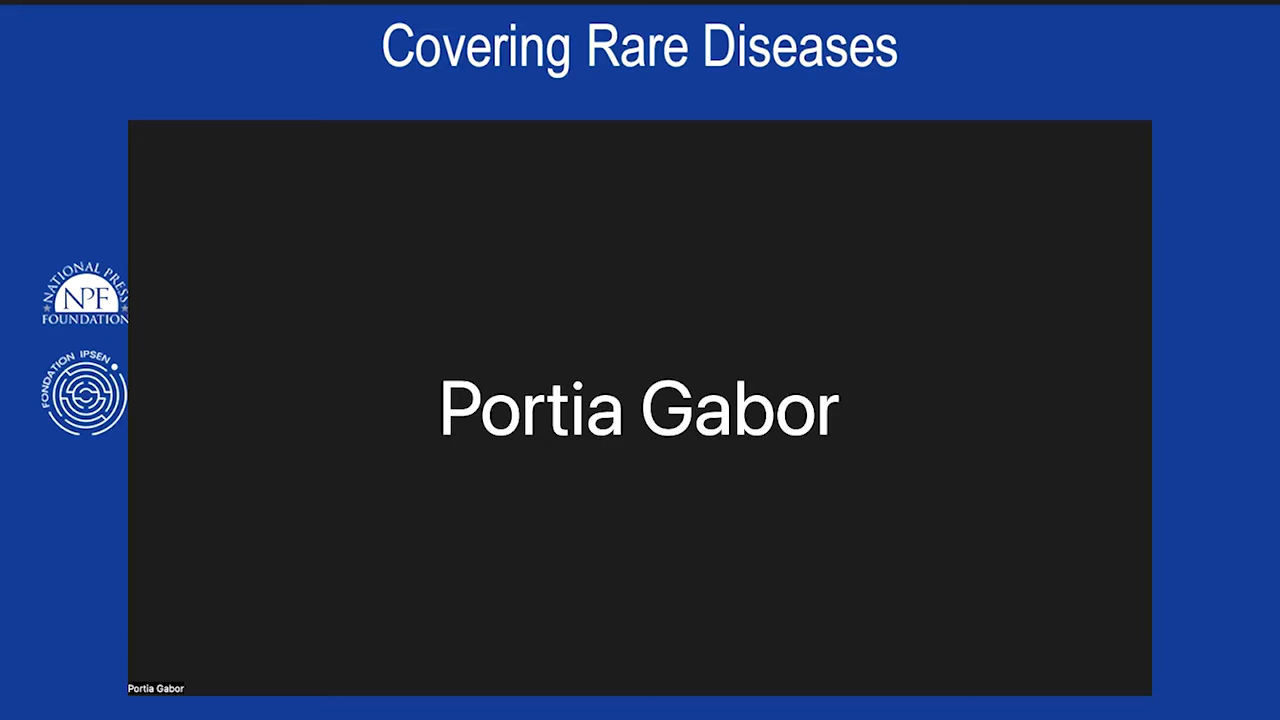 Covering Rare Diseases
NATIONAL PRESS
NPF
FOUNDATION
FONDATION IPSEN
Portia Gabor
Portia Gabor